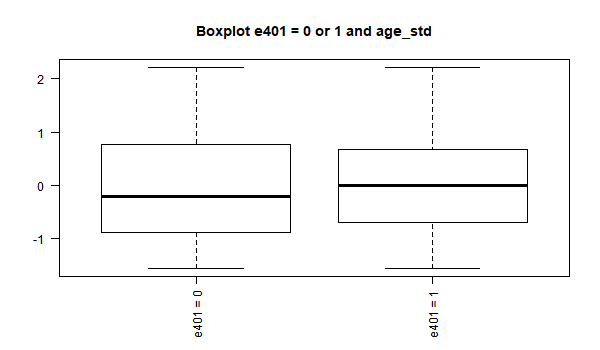 Boxplot e401 = 0 or 1 and age_std
2
1
0
-1
e401 = 0
e401 = 1